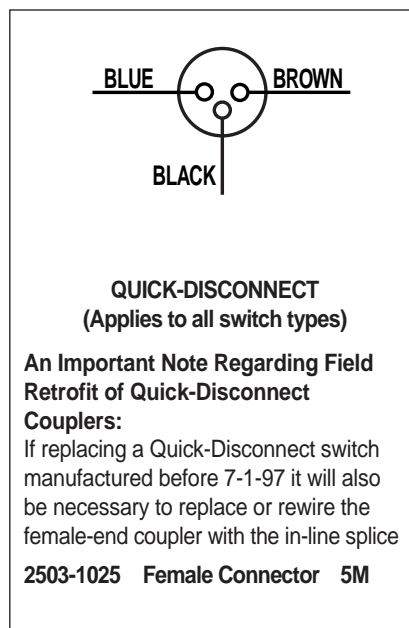 BLUE BROWN
BLACK
QUICK-DISCONNECT
(Applies to all switch types)
An Important Note Regarding Field
Retrofit of Quick-Disconnect
Couplers:
If replacing a Quick-Disconnect switch
manufactured before 7-1-97 it will also
be necessary to replace or rewire the
female-end coupler with the in-line splice
2503-1025 Female Connector 5M